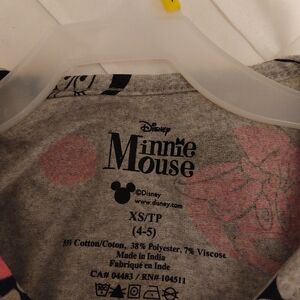 Disney
Minnie
Mouse
©Disney
www.disney.com
XS/TP
(4-5)
55% Cotton/Coton, 38% Polyester, 7% Viscose
Made in India
Fabriqué en Inde
CA# 04483 / RN# 104511